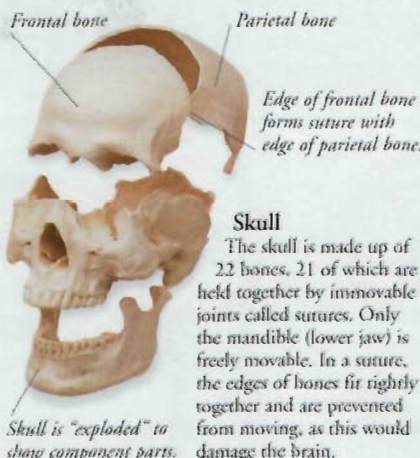 Frontal bone
Parietal bone
Edge of frontal bone
forms suture with
edge of parietal bone.
Skull
The skull is made up of
22 bones. 21 of which are
held together by immovable
joints called sutures. Only
the mandible (lower jaw) is
freely movable. In a suture,
the edges of bones fit tightly
together and are prevented
from moving, as this would
damage the brain.
Skull is "exploded" to
show component parts.